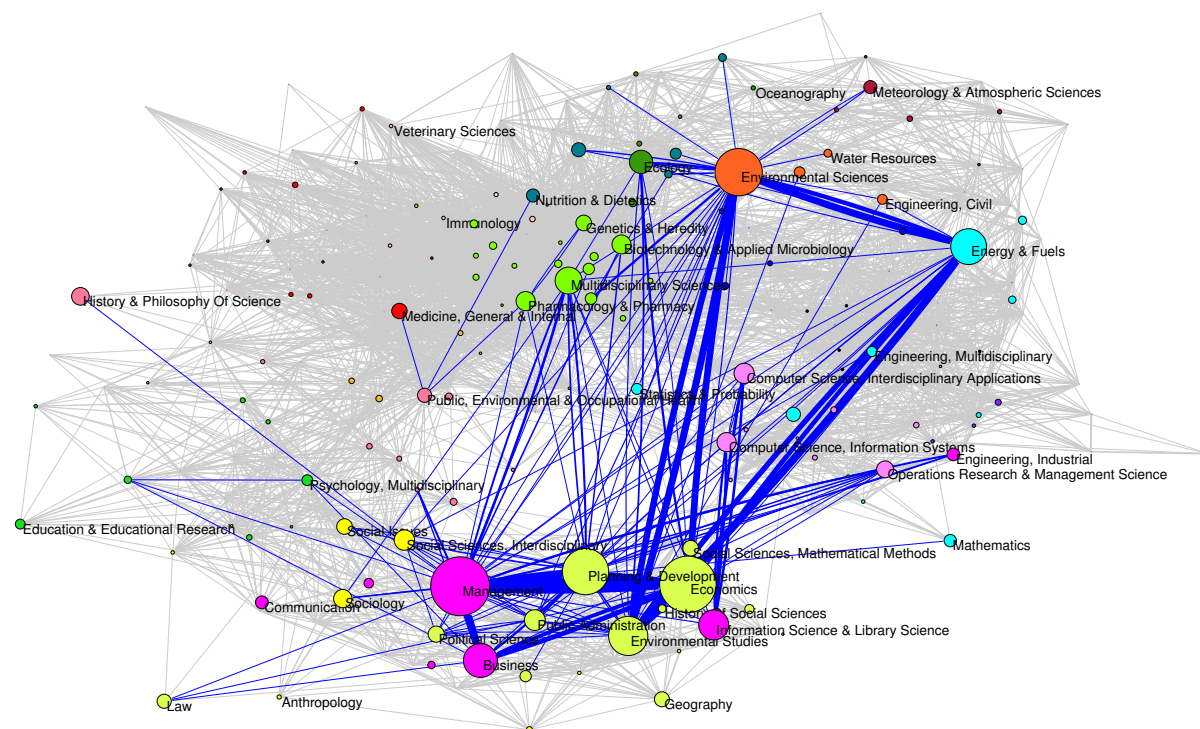 Oceanography
Meteorology & Atmospheric Sciences
Veterinary Sciences
Water Resources
Ecology
Environmental Sciences
Nutrition & Dietetics
Engineering, Civil
Immunology
Genetics & Heredity
Biotechnology & Applied Microbiology
Energy & Fuels
Multidisciplinary Sciences
History & Philosophy Of Science
Pharmacology & Pharmacy
Medicine, General & Internal
Engineering, Multidisciplinary
Computer Science, Interdisciplinary Applications
Statistics & Probability
Public, Environmental & Occupational Health
Computer Science, Information Systems
Engineering, Industrial
Operations Research & Management Science
Psychology, Multidisciplinary
Education & Educational Research
Social Issues
Social Sciences, Interdisciplinary
Mathematics
Social Sciences, Mathematical Methods
Planning & Development
Management
Economics
Sociology
Communication
History Of Social Sciences
Public Administration
Information Science & Library Science
Political Science
Environmental Studies
Business
Law
Anthropology
Geography